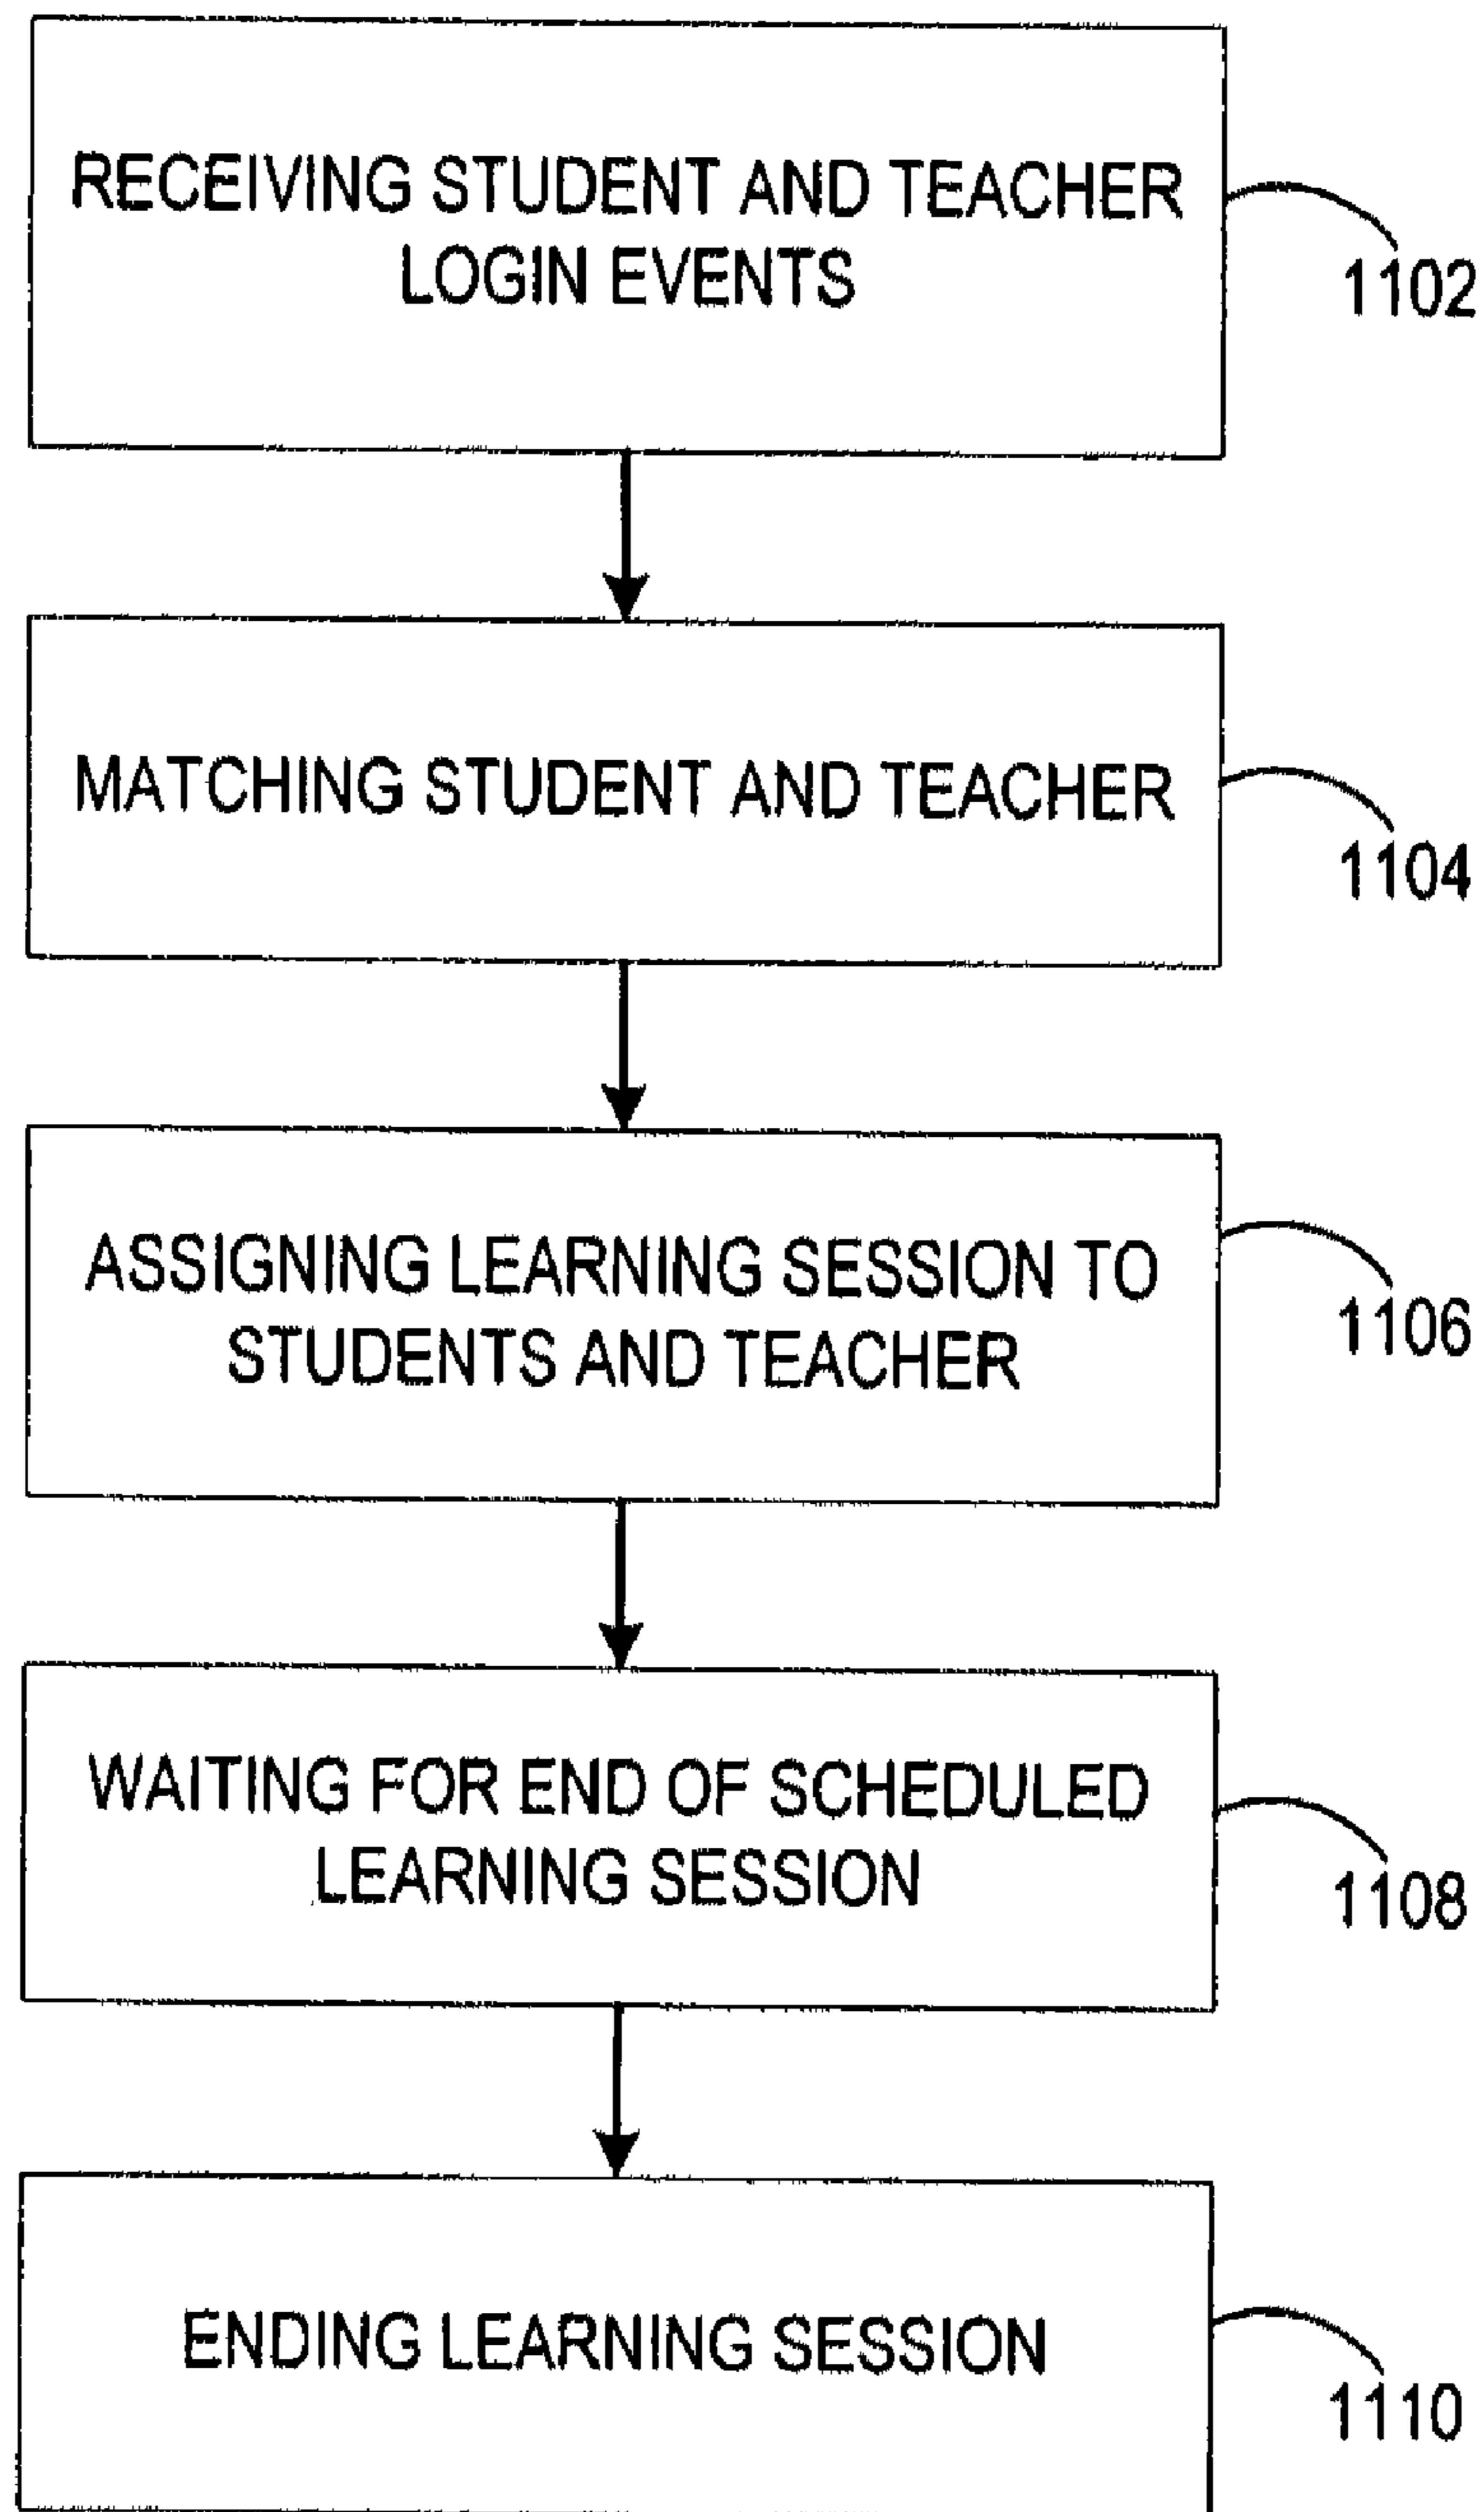 RECEIVING STUDENT AND TEACHER
LOGIN EVENTS
1102
MATCHING STUDENT AND TEACHER
1104
ASSIGNING LEARNING SESSION TO
STUDENTS AND TEACHER
1106
WAITING FOR END OF SCHEDULED
LEARNING SESSION
1108
ENDING LEARNING SESSION
1110